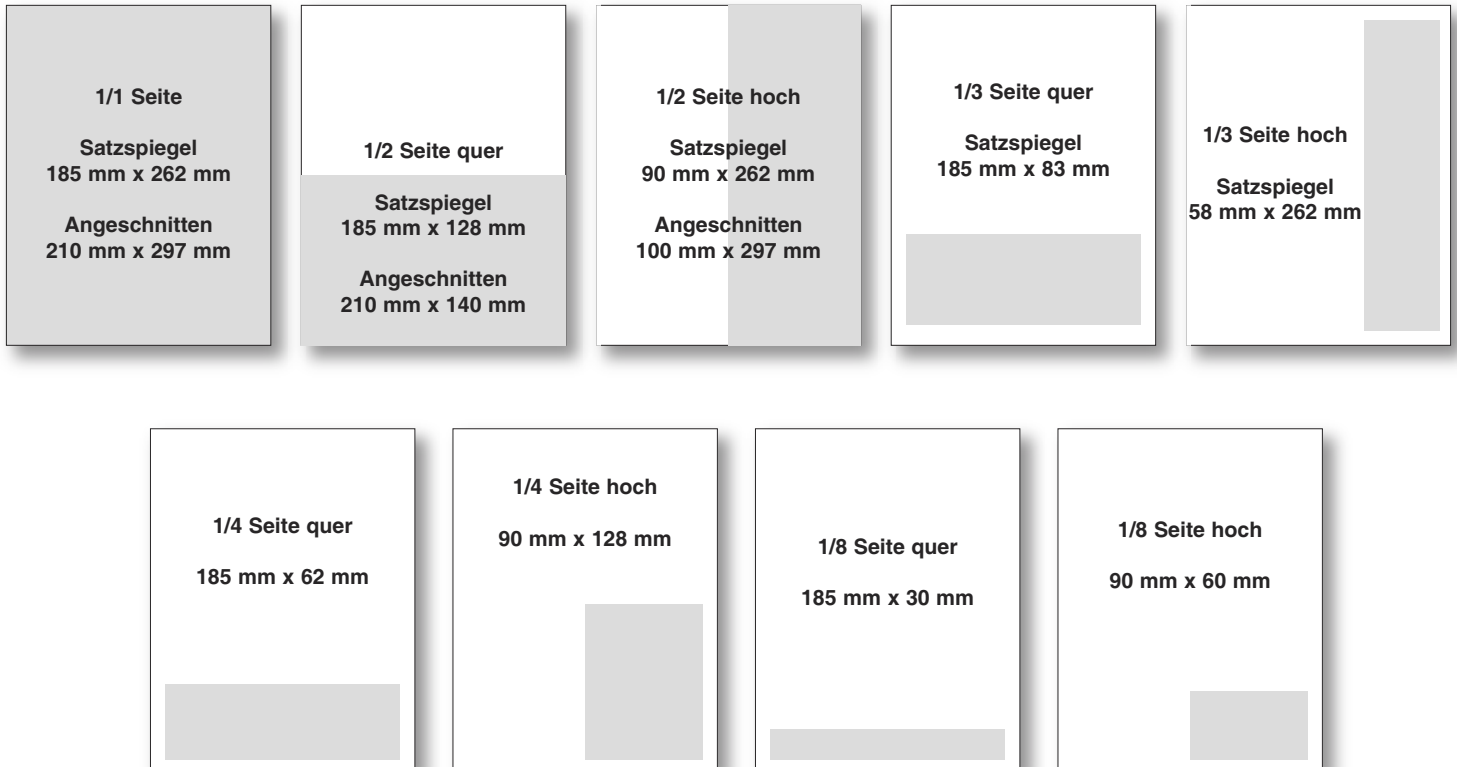 1/1 Seite
Satzspiegel
185 mm x 262 mm
Angeschnitten
210 mm x 297 mm
1/2 Seite quer
Satzspiegel
185 mm x 128 mm
Angeschnitten
210 mm x 140 mm
1/2 Seite hoch
Satzspiegel
90 mm x 262 mm
Angeschnitten
100 mm x 297 mm
1/3 Seite quer
Satzspiegel
185 mm x 83 mm
1/3 Seite hoch
Satzspiegel
58 mm x 262 mm
1/4 Seite quer
185 mm x 62 mm
1/4 Seite hoch
90 mm x 128 mm
1/8 Seite quer
185 mm x 30 mm
1/8 Seite hoch
90 mm x 60 mm